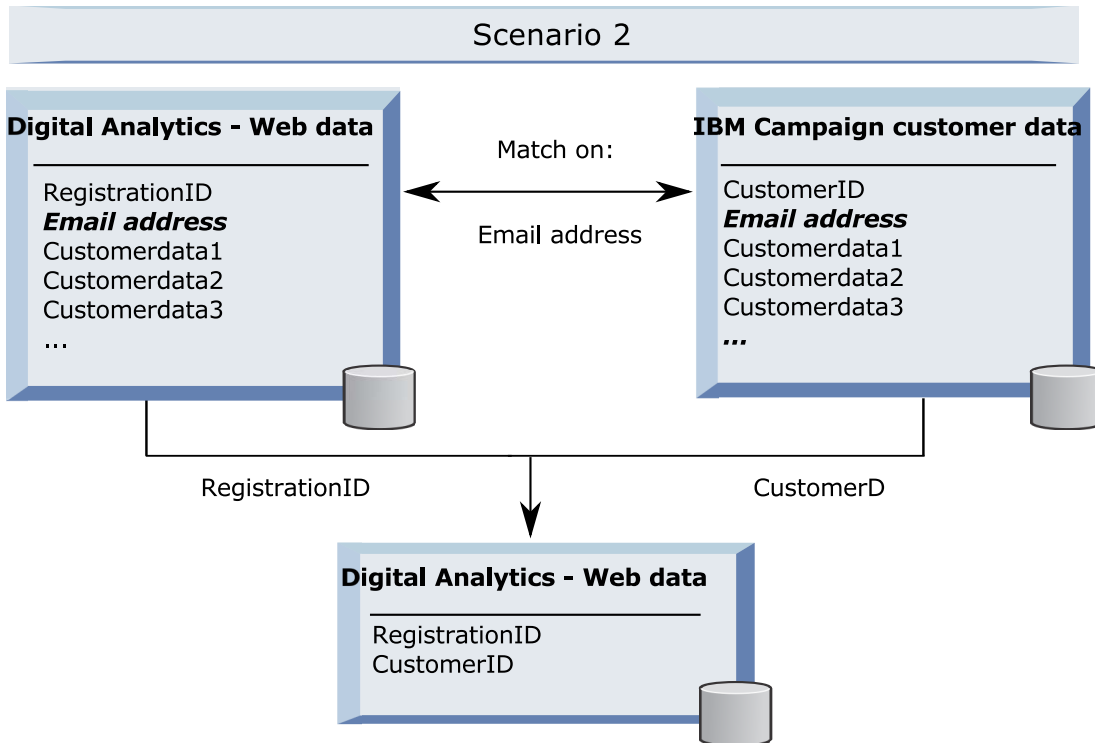 Scenario 2
Digital Analytics - Web data
RegistrationID
Email address
Customerdata1
Customerdata2
Customerdata3
...
Match on:
Email address
IBM Campaign customer data
CustomerID
Email address
Customerdata1
Customerdata2
Customerdata3
...
RegistrationID
CustomerD
Digital Analytics - Web data
RegistrationID
CustomerID